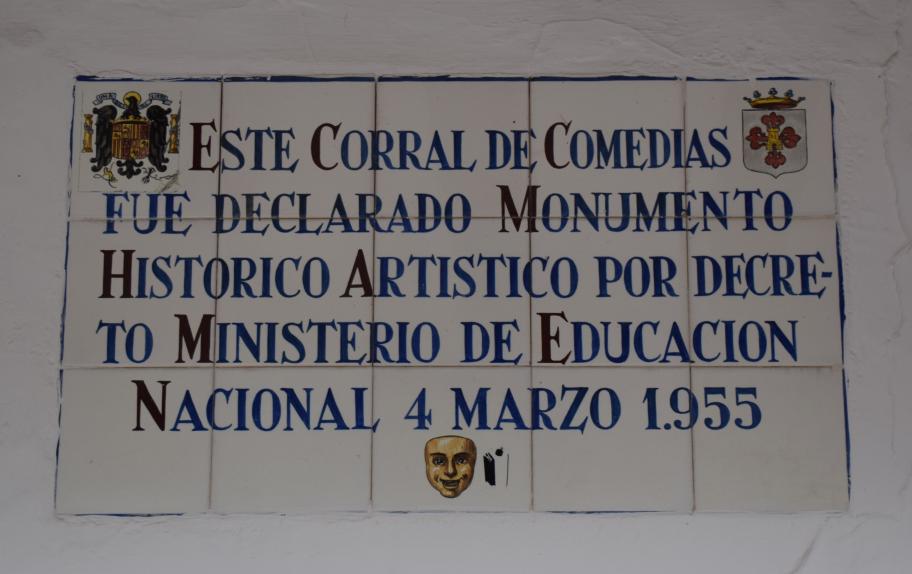 ESTE CORRAL DE COMEDIAS
FUE DECLARADO MONUMENTO
HISTORICO ARTISTICO POR DECRE-
TO MINISTERIO DE EDUCACION
NACIONAL 4 MARZO 1.955